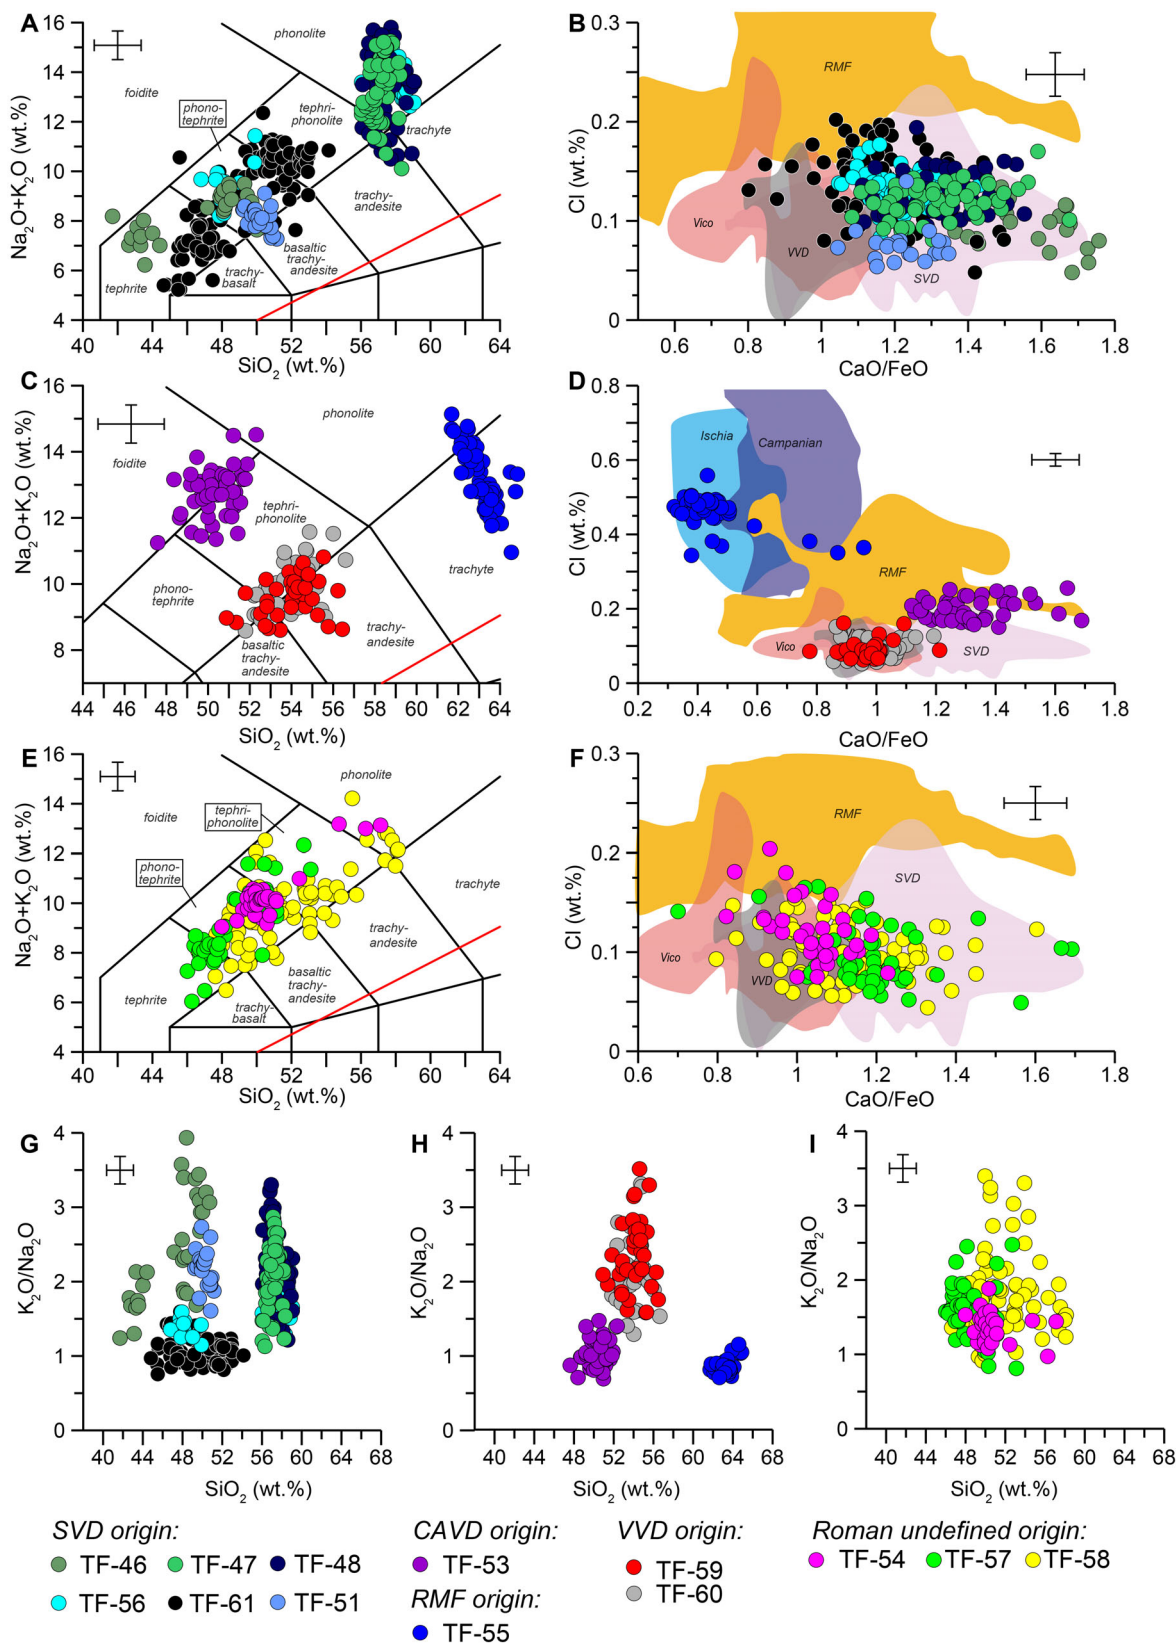 A
16
14
12
10
8
6
4
Na₂O+K₂O (wt.%)
foidite
phono-
tephrite
phonolite
tephri-
phonolite
trachyte
trachy-
andesite
basaltic
trachy-
andesite
trachy-
basalt
tephrite
40 44 48 52 56 60 64
SiO₂ (wt.%)
B
0.3
0.2
0.1
0
Cl (wt.%)
RMF
Vico
VVD
SVD
0.6 0.8 1 1.2 1.4 1.6 1.8
CaO/FeO
C
16
14
12
10
8
Na₂O+K₂O (wt.%)
foidite
phonolite
tephri-
phonolite
phono-
tephrite
trachyte
trachy-
andesite
basaltic
trachy-
andesite
44 46 48 50 52 54 56 58 60 62 64
SiO₂ (wt.%)
D
0.8
0.6
0.4
0.2
0
Cl (wt.%)
Ischia
Campanian
RMF
Vico
SVD
0.2 0.4 0.6 0.8 1 1.2 1.4 1.6 1.8
CaO/FeO
E
16
14
12
10
8
6
4
Na₂O+K₂O (wt.%)
foidite
tephri-
phonolite
phonolite
phono-
tephrite
trachyte
trachy-
andesite
basaltic
trachy-
andesite
trachy-
basalt
tephrite
40 44 48 52 56 60 64
SiO₂ (wt.%)
F
0.3
0.2
0.1
0
Cl (wt.%)
RMF
SVD
Vico
VVD
0.6 0.8 1 1.2 1.4 1.6 1.8
CaO/FeO
G
4
3
2
1
0
K₂O/Na₂O
40 44 48 52 56 60 64 68
SiO₂ (wt.%)
H
4
3
2
1
0
K₂O/Na₂O
40 44 48 52 56 60 64 68
SiO₂ (wt.%)
I
4
3
2
1
0
K₂O/Na₂O
40 44 48 52 56 60 64 68
SiO₂ (wt.%)
SVD origin:
TF-46 TF-47 TF-48
TF-56 TF-61 TF-51
CAVD origin:
TF-53
RMF origin:
TF-55
VVD origin:
TF-59
TF-60
Roman undefined origin:
TF-54 TF-57 TF-58